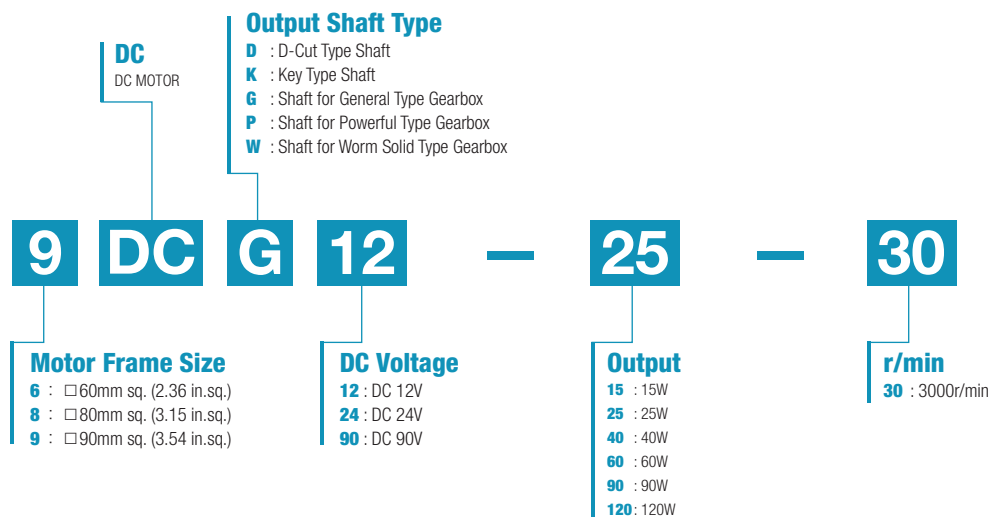 Output Shaft Type
D : D-Cut Type Shaft
K : Key Type Shaft
G : Shaft for General Type Gearbox
P : Shaft for Powerful Type Gearbox
W : Shaft for Worm Solid Type Gearbox
DC
DC MOTOR
9 DC G 12 — 25 — 30
Motor Frame Size
6 : □60mm sq. (2.36 in.sq.)
8 : □80mm sq. (3.15 in.sq.)
9 : □90mm sq. (3.54 in.sq.)
DC Voltage
12 : DC 12V
24 : DC 24V
90 : DC 90V
Output
15 : 15W
25 : 25W
40 : 40W
60 : 60W
90 : 90W
120 : 120W
r/min
30 : 3000r/min